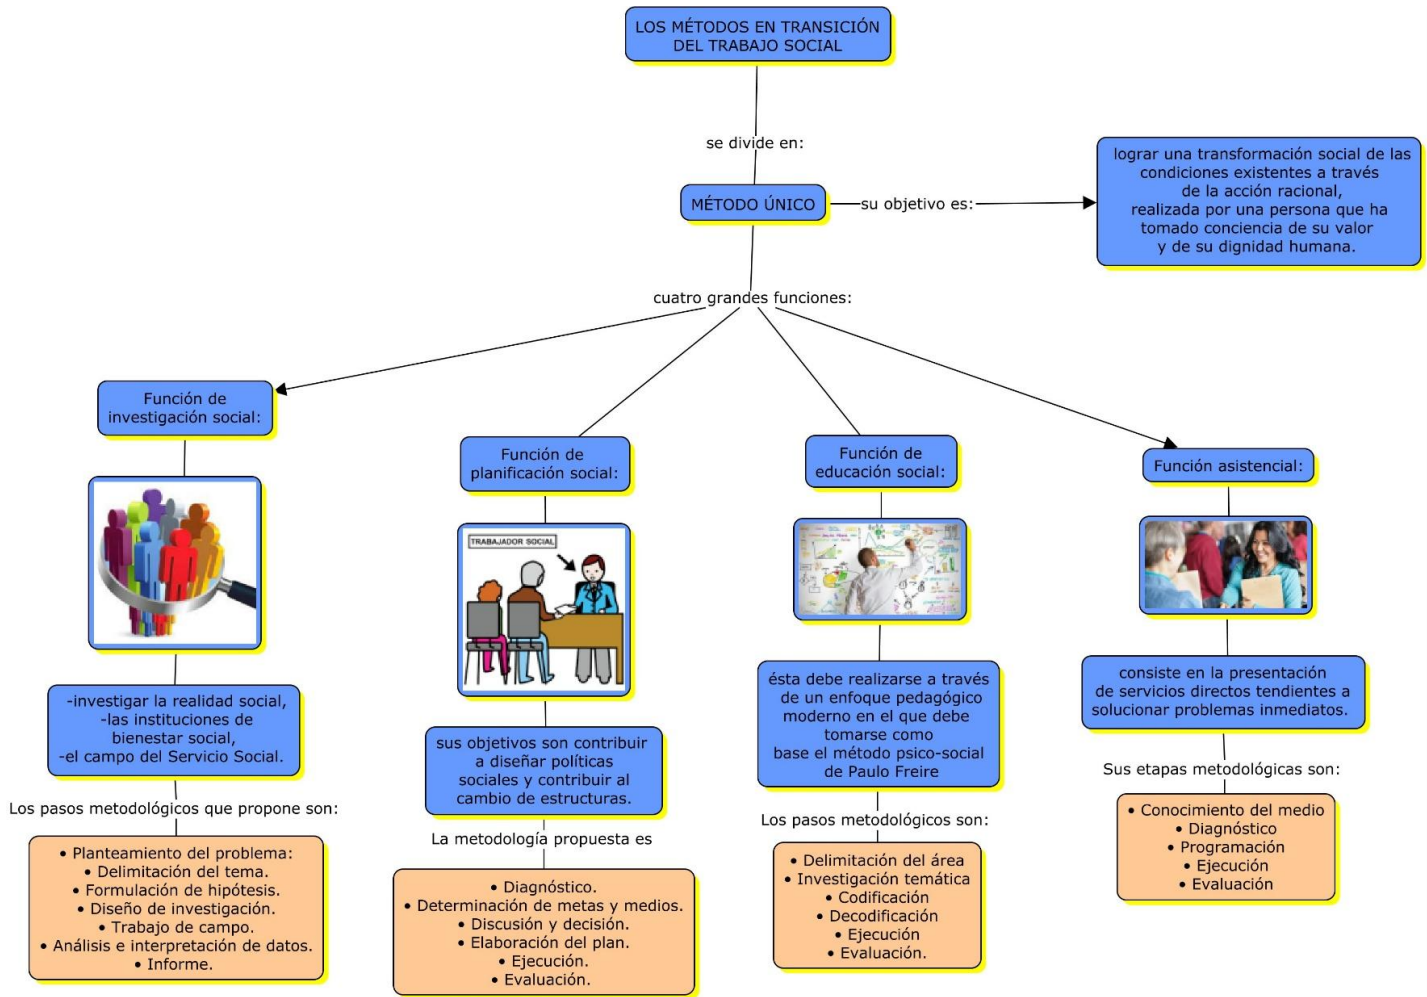 LOS MÉTODOS EN TRANSICIÓN
DEL TRABAJO SOCIAL
se divide en:
MÉTODO ÚNICO
su objetivo es:
lograr una transformación social de las
condiciones existentes a través
de la acción racional,
realizada por una persona que ha
tomado conciencia de su valor
y de su dignidad humana.
cuatro grandes funciones:
Función de
investigación social:
-investigar la realidad social,
-las instituciones de
bienestar social,
-el campo del Servicio Social.
Los pasos metodológicos que propone son:
• Planteamiento del problema:
• Delimitación del tema.
• Formulación de hipótesis.
• Diseño de investigación.
• Trabajo de campo.
• Análisis e interpretación de datos.
• Informe.
Función de
planificación social:
TRABAJADOR SOCIAL
sus objetivos son contribuir
a diseñar políticas
sociales y contribuir al
cambio de estructuras.
La metodología propuesta es
• Diagnóstico.
• Determinación de metas y medios.
• Discusión y decisión.
• Elaboración del plan.
• Ejecución.
• Evaluación.
Función de
educación social:
ésta debe realizarse a través
de un enfoque pedagógico
moderno en el que debe
tomarse como
base el método psico-social
de Paulo Freire
Los pasos metodológicos son:
• Delimitación del área
• Investigación temática
• Codificación
• Decodificación
• Ejecución
• Evaluación.
Función asistencial:
consiste en la presentación
de servicios directos tendientes a
solucionar problemas inmediatos.
Sus etapas metodológicas son:
• Conocimiento del medio
• Diagnóstico
• Programación
• Ejecución
• Evaluación